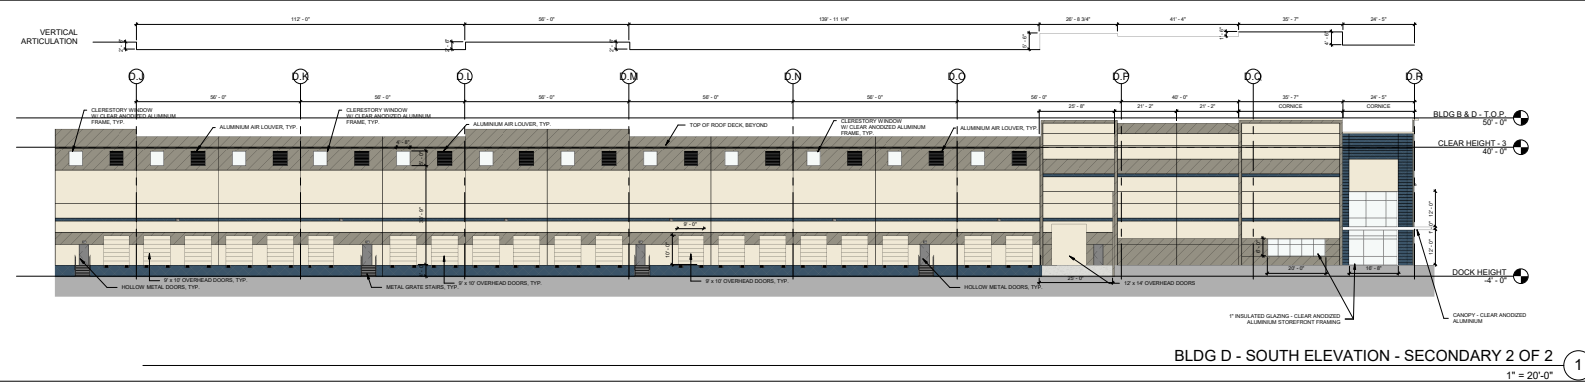 112' - 0"
56' - 0"
139' - 11 1/4"
26' - 8 3/4"
41' - 4"
35' - 7"
24' - 5"
VERTICAL
ARTICULATION
D.J
D.K
D.L
D.M
D.N
D.O
D.P
D.Q
D.R
56' - 0"
56' - 0"
56' - 0"
56' - 0"
56' - 0"
56' - 0"
40' - 0"
35' - 7"
24' - 5"
25' - 8"
21' - 2"
21' - 2"
CORNICE
CORNICE
CLERESTORY WINDOW
W/ CLEAR ANODIZED ALUMINUM
FRAME, TYP.
ALUMINIUM AIR LOUVER, TYP.
CLERESTORY WINDOW
W/ CLEAR ANODIZED ALUMINUM
FRAME, TYP.
ALUMINIUM AIR LOUVER, TYP.
TOP OF ROOF DECK, BEYOND
CLERESTORY WINDOW
W/ CLEAR ANODIZED ALUMINUM
FRAME, TYP.
ALUMINIUM AIR LOUVER, TYP.
BLDG B & D - T.O.P.
50' - 0"
CLEAR HEIGHT - 3
40' - 0"
9' - 0"
10' - 0"
12' - 0"
12' - 0"
20' - 0"
18' - 8"
25' - 0"
DOCK HEIGHT
-4' - 0"
9' x 10' OVERHEAD DOORS, TYP.
HOLLOW METAL DOORS, TYP.
METAL GRATE STAIRS, TYP.
9' x 10' OVERHEAD DOORS, TYP.
9' x 10' OVERHEAD DOORS, TYP.
HOLLOW METAL DOORS, TYP.
12' x 14' OVERHEAD DOORS
1" INSULATED GLAZING - CLEAR ANODIZED
ALUMINIUM STOREFRONT FRAMING
CANOPY - CLEAR ANODIZED
ALUMINIUM
BLDG D - SOUTH ELEVATION - SECONDARY 2 OF 2
1
1" = 20'-0"